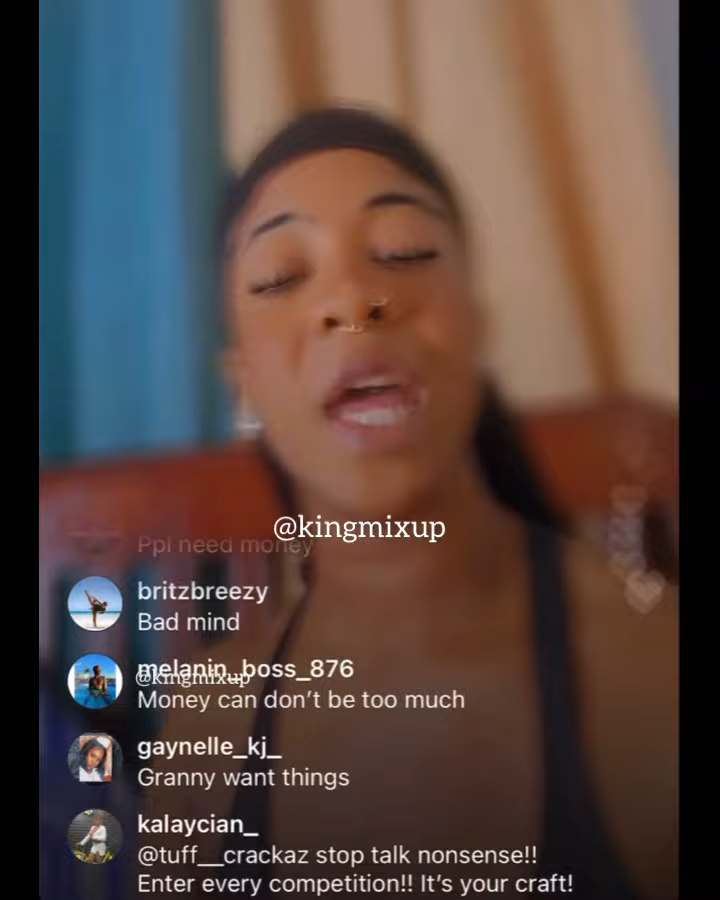 @kingmixup
Ppl need money
britzbreezy
Bad mind
melanin_boss_876
@kingmixup
Money can don't be too much
gaynelle_kj_
Granny want things
kalaycian_
@tuff__crackaz stop talk nonsense!!
Enter every competition!! It's your craft!